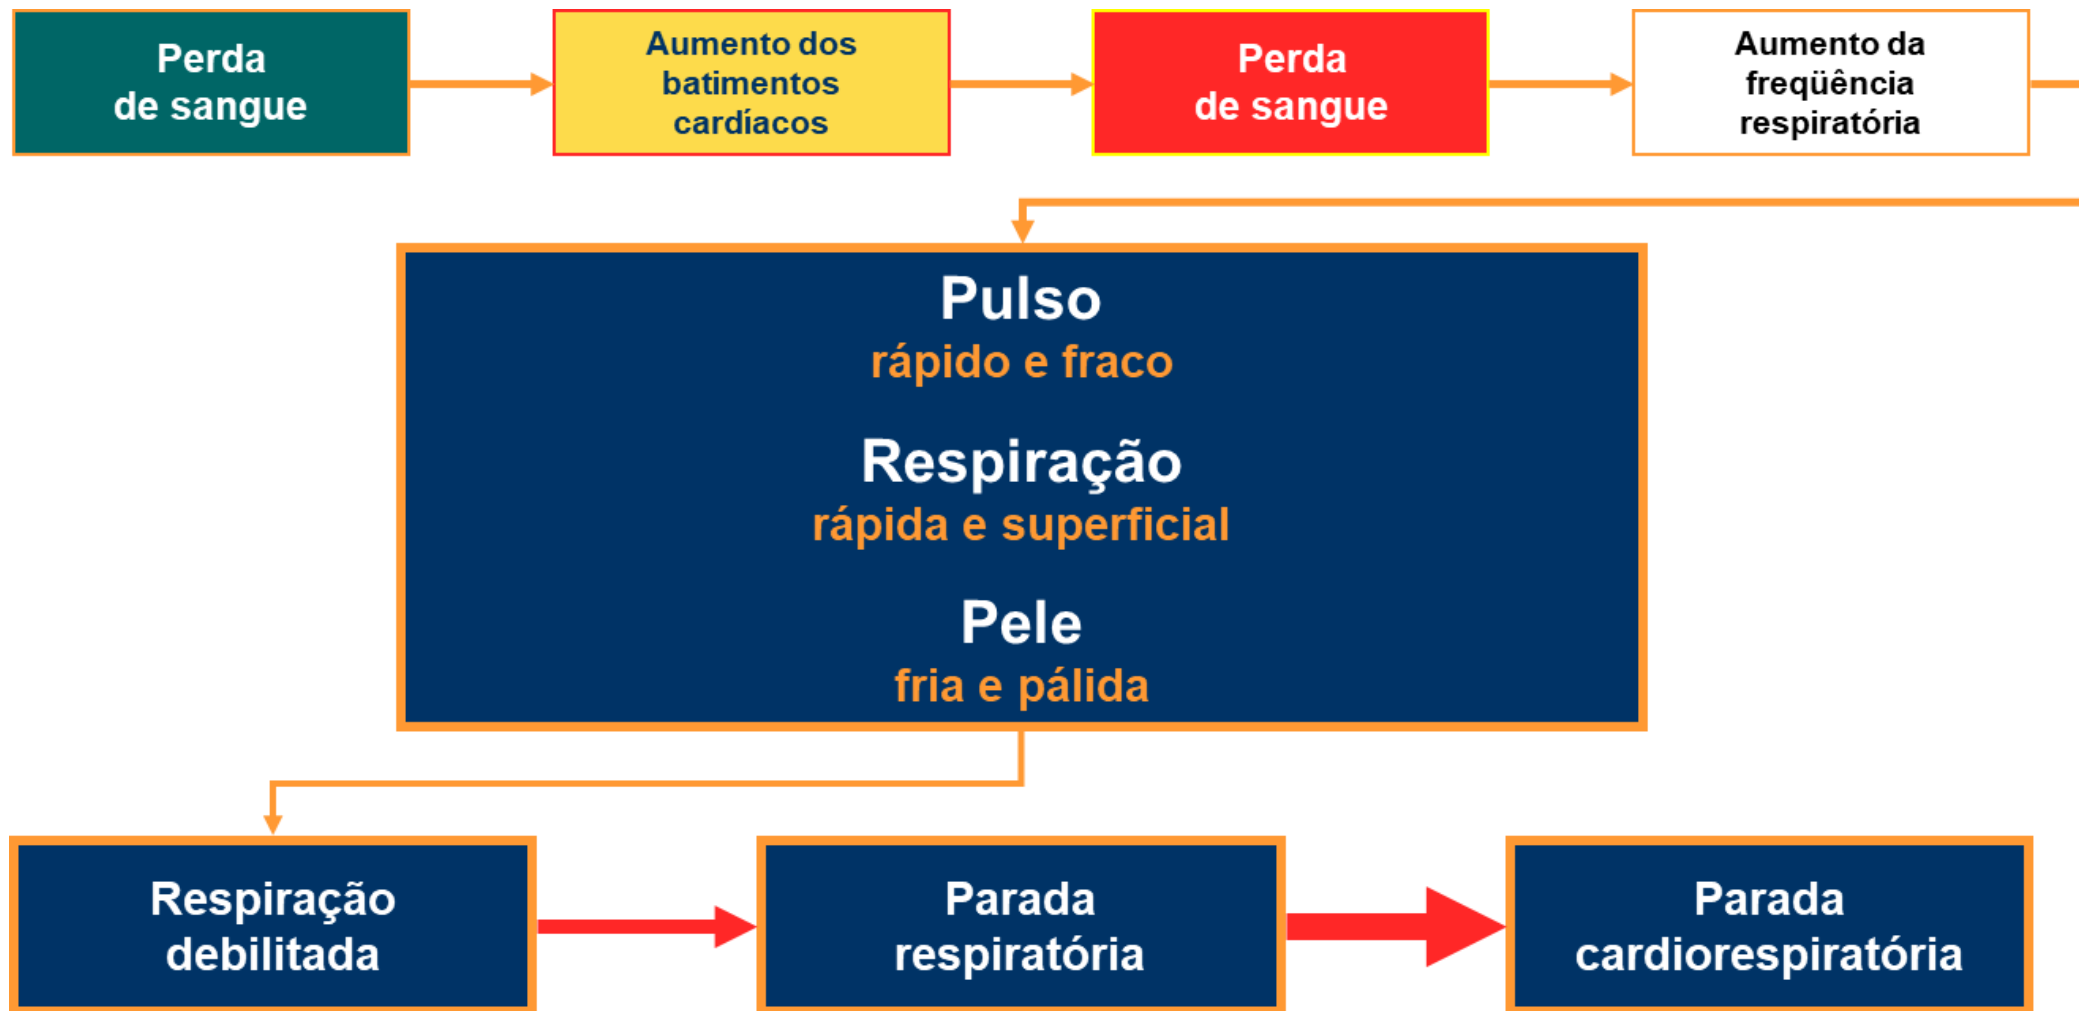 Perda
de sangue
Aumento dos
batimentos
cardíacos
Perda
de sangue
Aumento da
freqüência
respiratória
Pulso
rápido e fraco
Respiração
rápida e superficial
Pele
fria e pálida
Respiração
debilitada
Parada
respiratória
Parada
cardiorespiratória